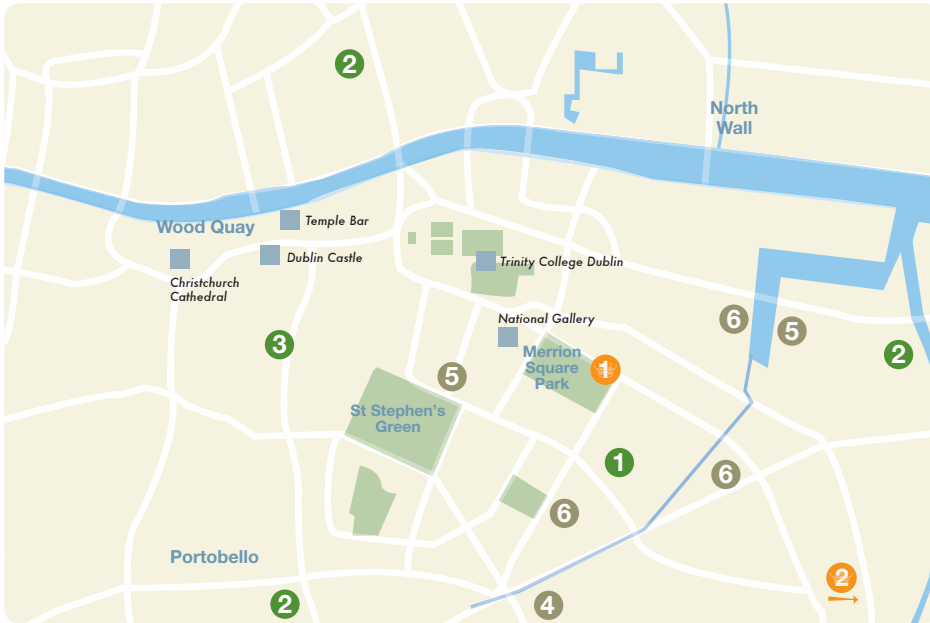 2
North
Wall
Temple Bar
Wood Quay
Dublin Castle
Trinity College Dublin
Christchurch
Cathedral
National Gallery
6
5
3
2
Merrion
Square
Park
1
5
St Stephen's
Green
1
6
6
Portobello
2
2
4